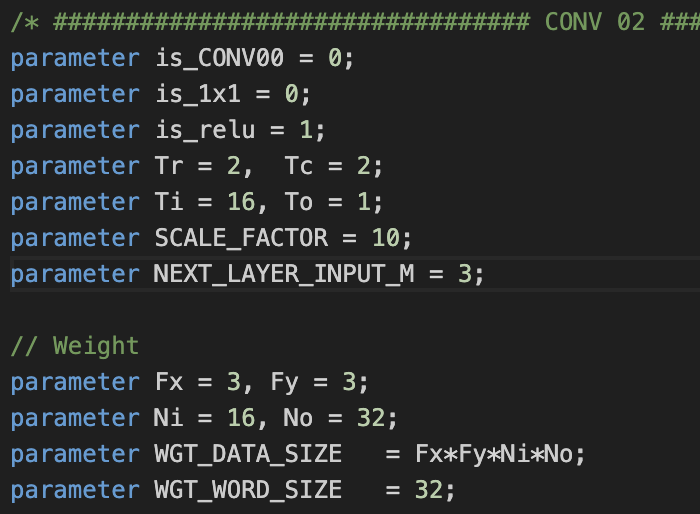 /* ################################# CONV 02 ###
parameter is_CONV00 = 0;
parameter is_1x1 = 0;
parameter is_relu = 1;
parameter Tr = 2,  Tc = 2;
parameter Ti = 16, To = 1;
parameter SCALE_FACTOR = 10;
parameter NEXT_LAYER_INPUT_M = 3;

// Weight
parameter Fx = 3, Fy = 3;
parameter Ni = 16, No = 32;
parameter WGT_DATA_SIZE   = Fx*Fy*Ni*No;
parameter WGT_WORD_SIZE   = 32;